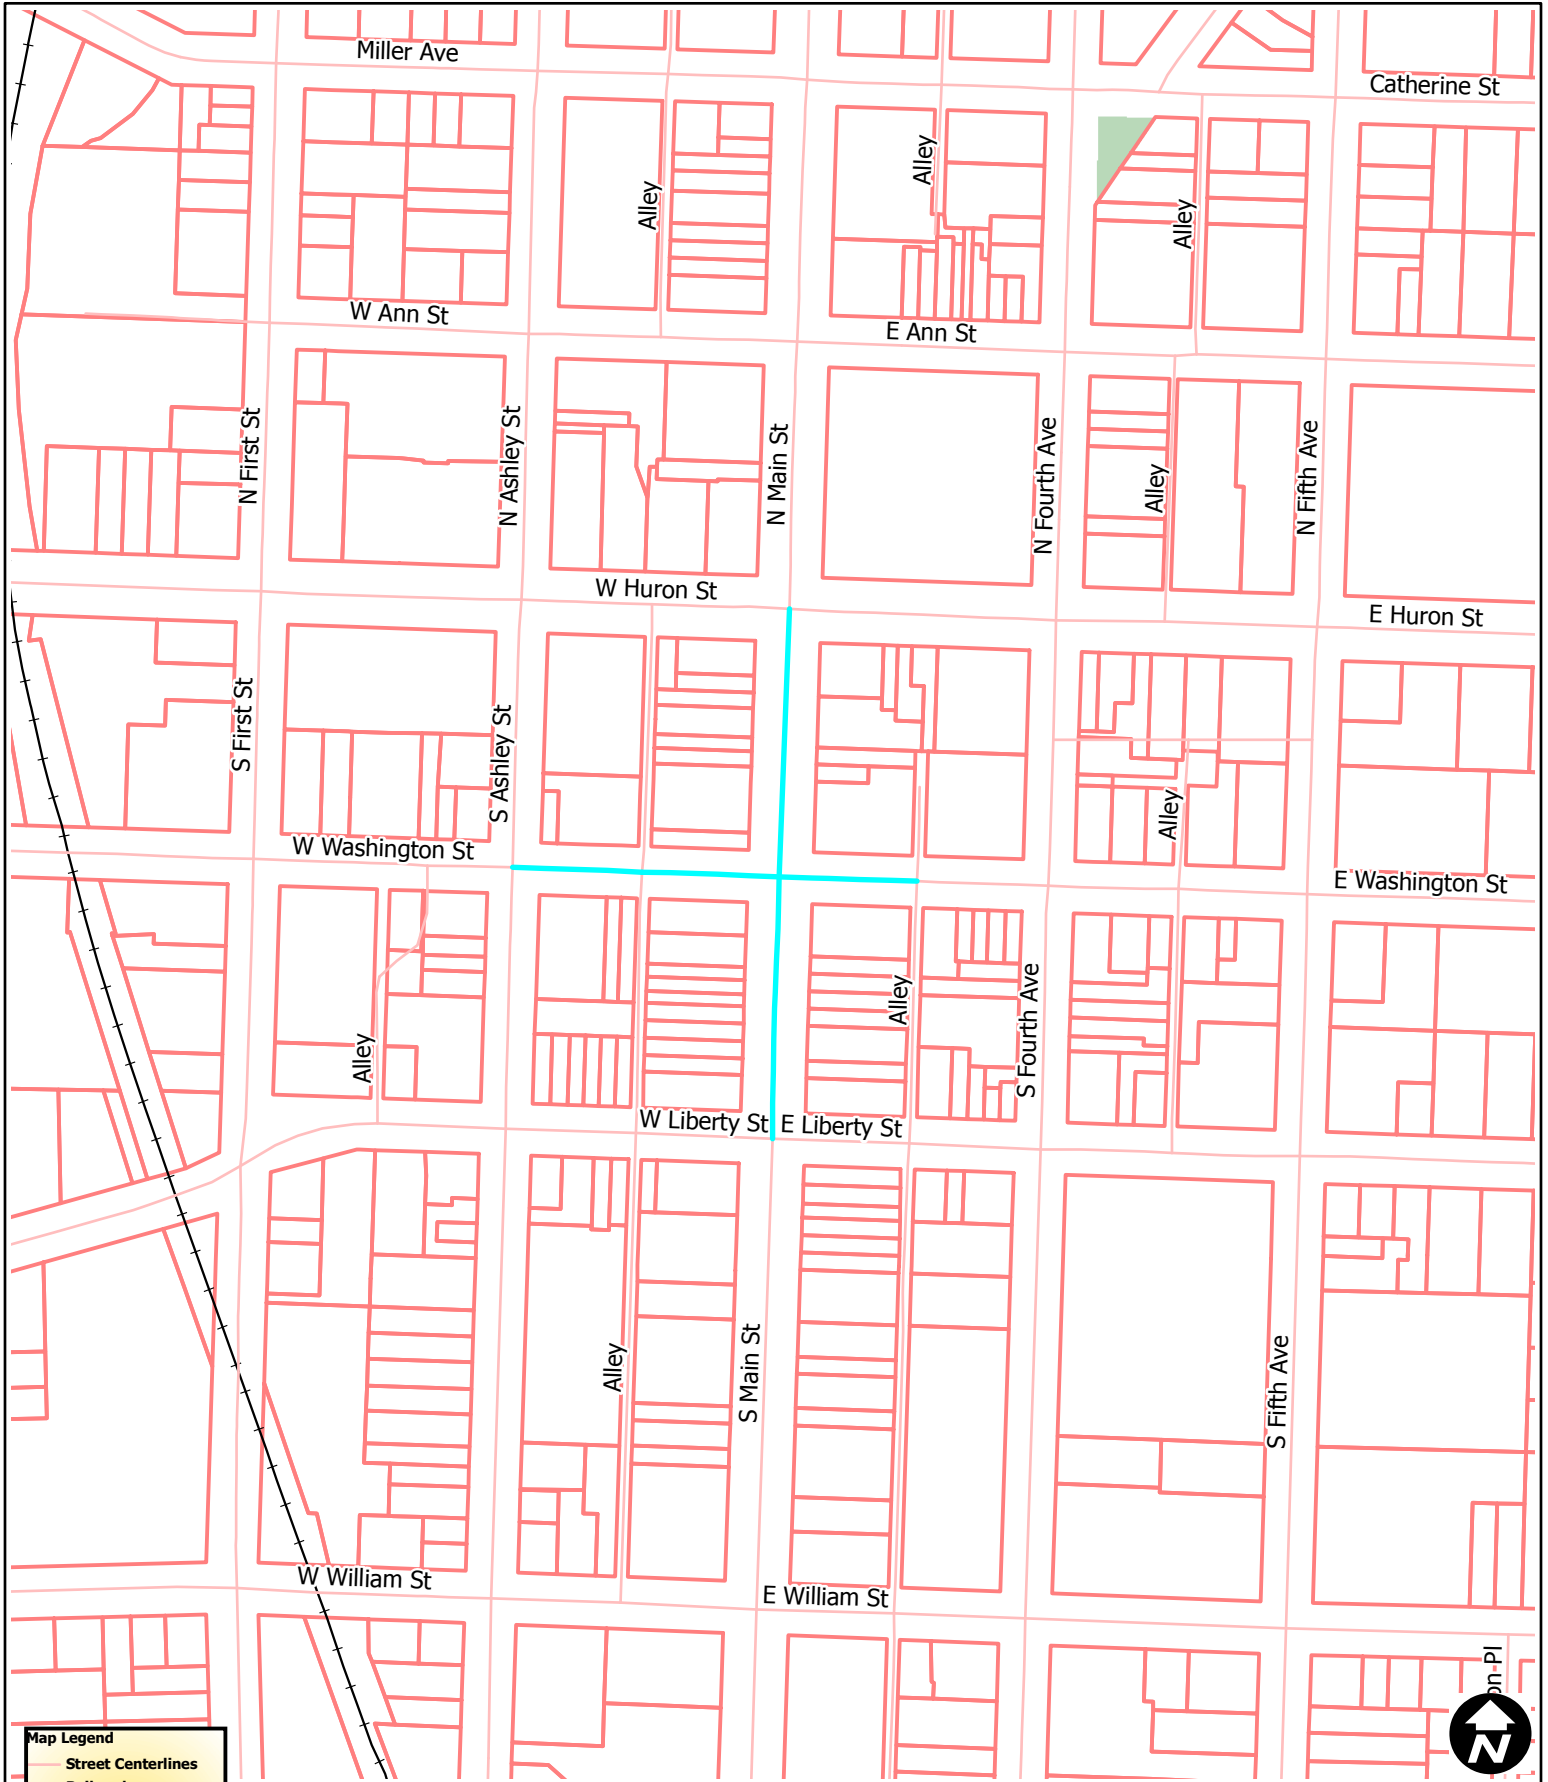 Miller Ave
Catherine St
Alley
Alley
Alley
W Ann St
E Ann St
N First St
N Ashley St
N Main St
N Fourth Ave
Alley
N Fifth Ave
W Huron St
E Huron St
S First St
S Ashley St
Alley
W Washington St
E Washington St
Alley
Alley
S Fourth Ave
W Liberty St
E Liberty St
Alley
S Main St
S Fifth Ave
W William St
E William St
on Pl
Map Legend
Street Centerlines
N